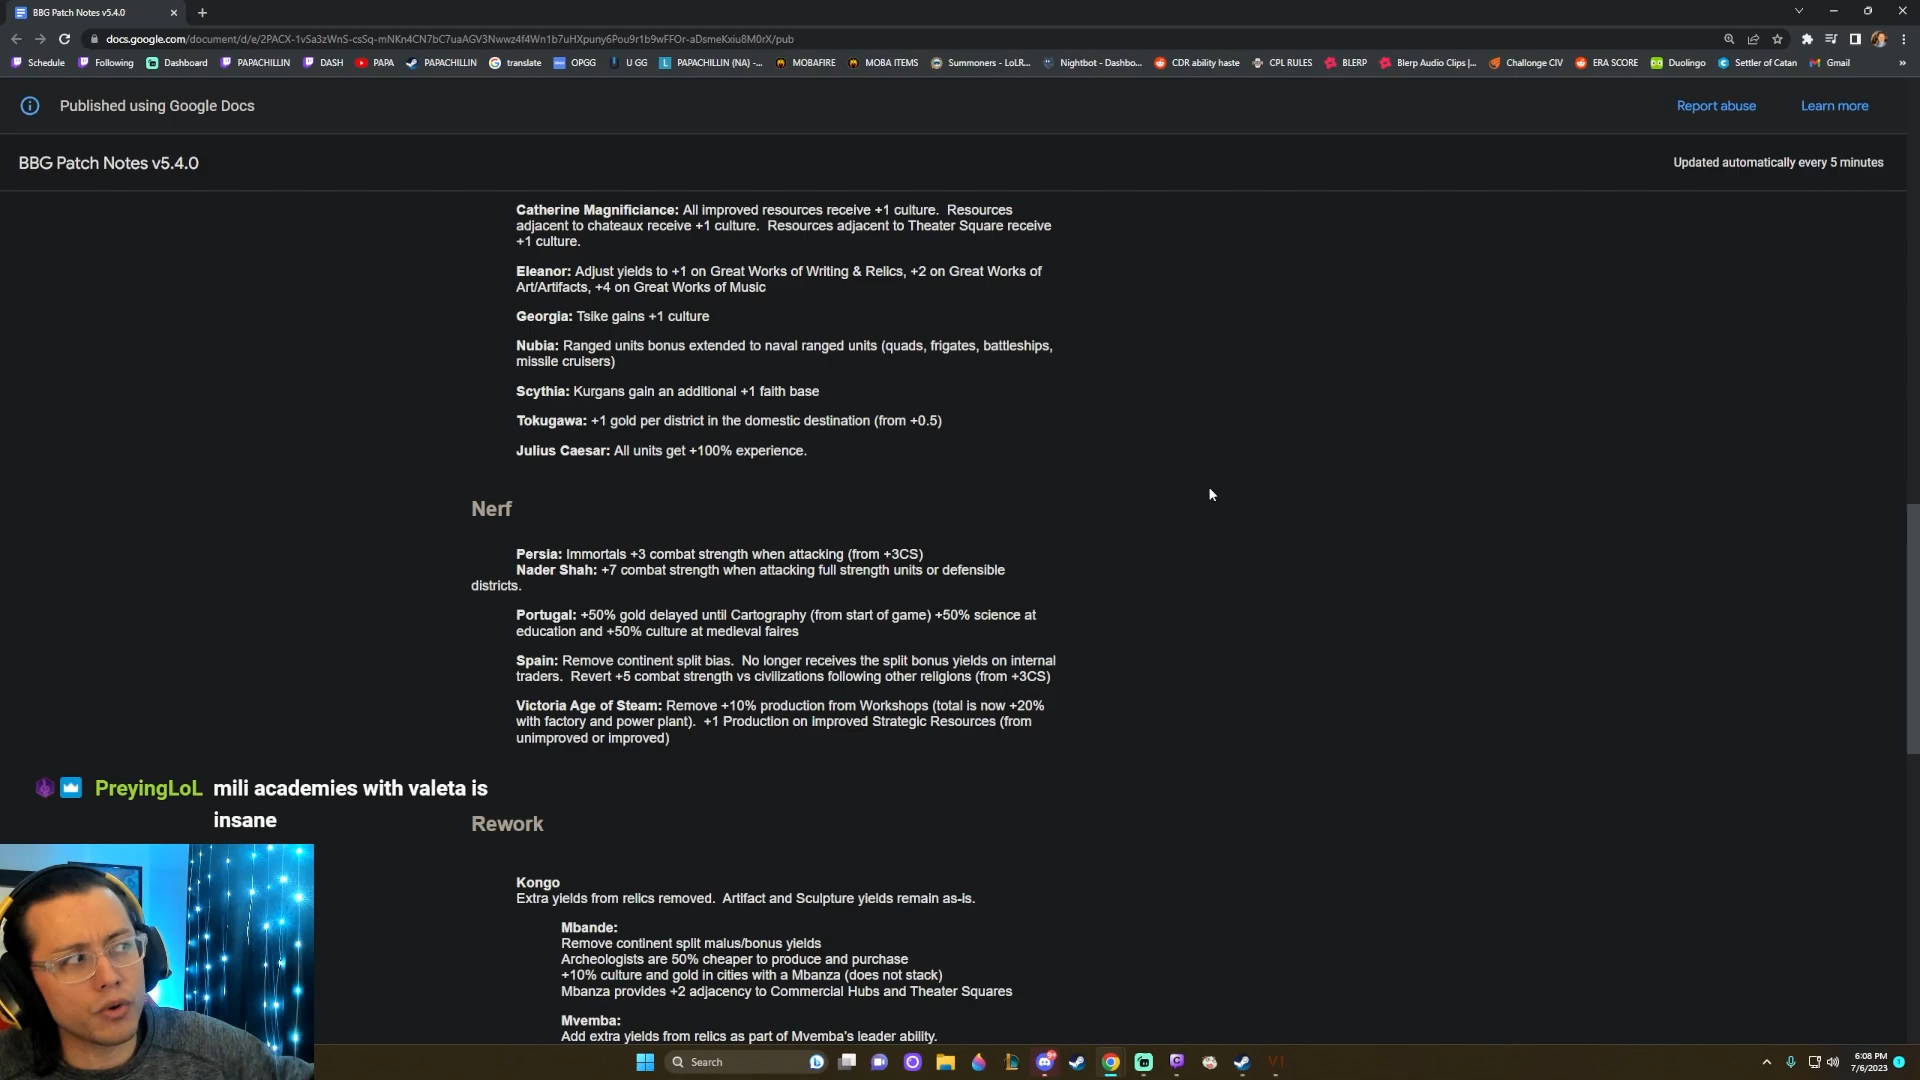 BBG Patch Notes v5.4.0
docs.google.com/document/d/e/2PACX-1vSa3zWnS-csSq-mNKn4CN7bC7uaAGV3Nwwz4f4Wn1b7uHXpuny6Pou9r1b9wFFOr-aDsmeKxiu8M0rX/pub
Schedule Following Dashboard PAPACHILLIN DASH PAPA PAPACHILLIN translate OPGG U GG PAPACHILLIN (NA) -... MOBAFIRE MOBA ITEMS Summoners - LoLR... Nightbot - Dashbo... CDR ability haste CPL RULES BLERP Blerp Audio Clips |... Challonge CIV ERA SCORE Duolingo Settler of Catan Gmail »
Published using Google Docs Report abuse Learn more
BBG Patch Notes v5.4.0 Updated automatically every 5 minutes
Catherine Magnificiance: All improved resources receive +1 culture. Resources
adjacent to chateaux receive +1 culture. Resources adjacent to Theater Square receive
+1 culture.
Eleanor: Adjust yields to +1 on Great Works of Writing & Relics, +2 on Great Works of
Art/Artifacts, +4 on Great Works of Music
Georgia: Tsike gains +1 culture
Nubia: Ranged units bonus extended to naval ranged units (quads, frigates, battleships,
missile cruisers)
Scythia: Kurgans gain an additional +1 faith base
Tokugawa: +1 gold per district in the domestic destination (from +0.5)
Julius Caesar: All units get +100% experience.
Nerf
Persia: Immortals +3 combat strength when attacking (from +3CS)
Nader Shah: +7 combat strength when attacking full strength units or defensible
districts.
Portugal: +50% gold delayed until Cartography (from start of game) +50% science at
education and +50% culture at medieval faires
Spain: Remove continent split bias. No longer receives the split bonus yields on internal
traders. Revert +5 combat strength vs civilizations following other religions (from +3CS)
Victoria Age of Steam: Remove +10% production from Workshops (total is now +20%
with factory and power plant). +1 Production on Improved Strategic Resources (from
unimproved or improved)
PreyingLoL mili academies with valeta is
insane
Rework
Kongo
Extra yields from relics removed. Artifact and Sculpture yields remain as-is.
Mbande:
Remove continent split malus/bonus yields
Archeologists are 50% cheaper to produce and purchase
+10% culture and gold in cities with a Mbanza (does not stack)
Mbanza provides +2 adjacency to Commercial Hubs and Theater Squares
Mvemba:
Add extra yields from relics as part of Mvemba's leader ability.
Search
6:08 PM
7/6/2023